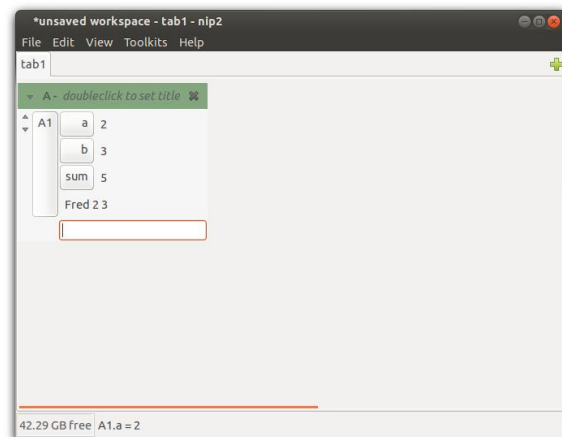 *unsaved workspace - tab1 - nip2
File Edit View Toolkits Help
tab1
A - doubleclick to set title
A1 a 2
b 3
sum 5
Fred 2 3
42.29 GB free A1.a = 2